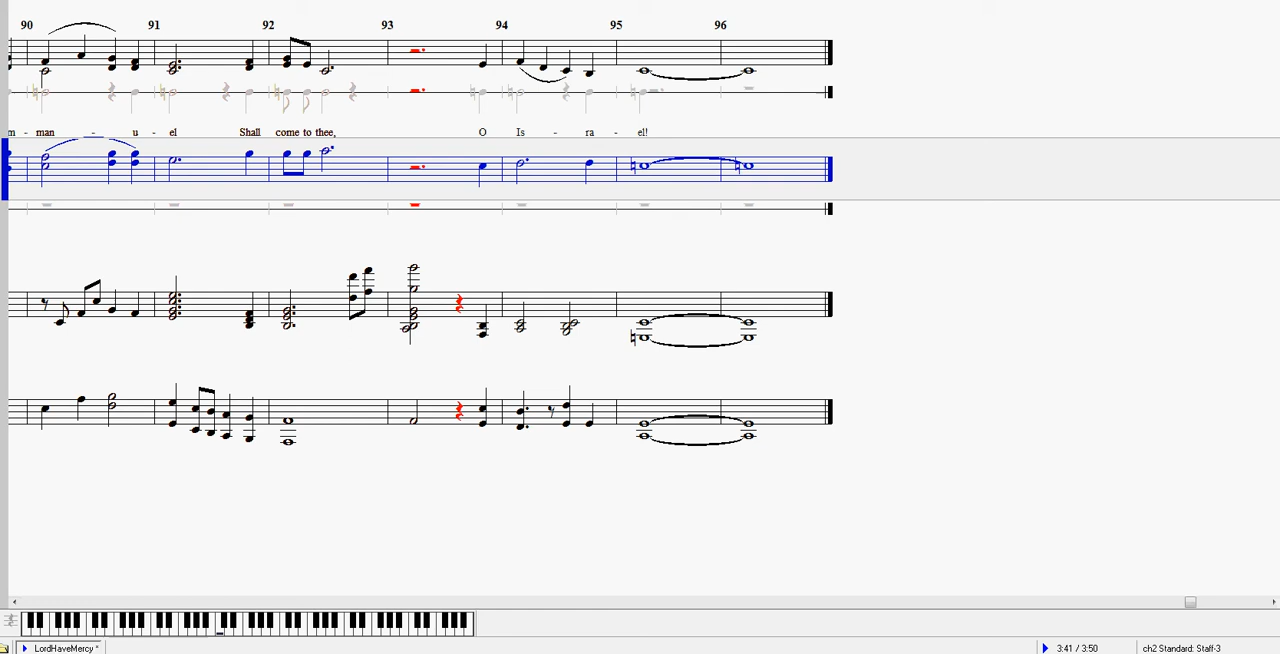 90 91 92 93 94 95 96
m - man - u - el Shall come to thee, O Is - ra - el!
LordHaveMercy * 3:41 / 3:50 ch2 Standard: Staff-3